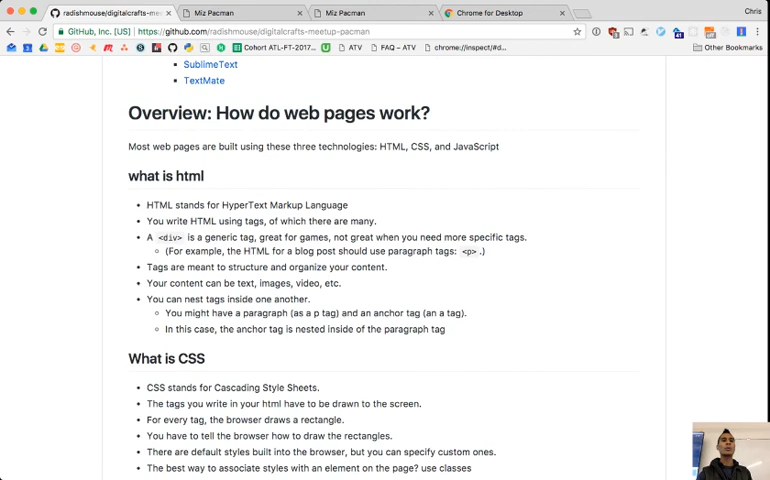 radishmouse/digitalcrafts-mee
Miz Pacman
Miz Pacman
Chrome for Desktop
Chris
GitHub, Inc. [US]
https://github.com/radishmouse/digitalcrafts-meetup-pacman
Cohort ATL-FT-2017
ATV
FAQ – ATV
chrome://inspect/#d...
Other Bookmarks
SublimeText
TextMate
Overview: How do web pages work?
Most web pages are built using these three technologies: HTML, CSS, and JavaScript
what is html
HTML stands for HyperText Markup Language
You write HTML using tags, of which there are many.
A <div> is a generic tag, great for games, not great when you need more specific tags.
(For example, the HTML for a blog post should use paragraph tags: <p> .)
Tags are meant to structure and organize your content.
Your content can be text, images, video, etc.
You can nest tags inside one another.
You might have a paragraph (as a p tag) and an anchor tag (an a tag).
In this case, the anchor tag is nested inside of the paragraph tag
What is CSS
CSS stands for Cascading Style Sheets.
The tags you write in your html have to be drawn to the screen.
For every tag, the browser draws a rectangle.
You have to tell the browser how to draw the rectangles.
There are default styles built into the browser, but you can specify custom ones.
The best way to associate styles with an element on the page? use classes